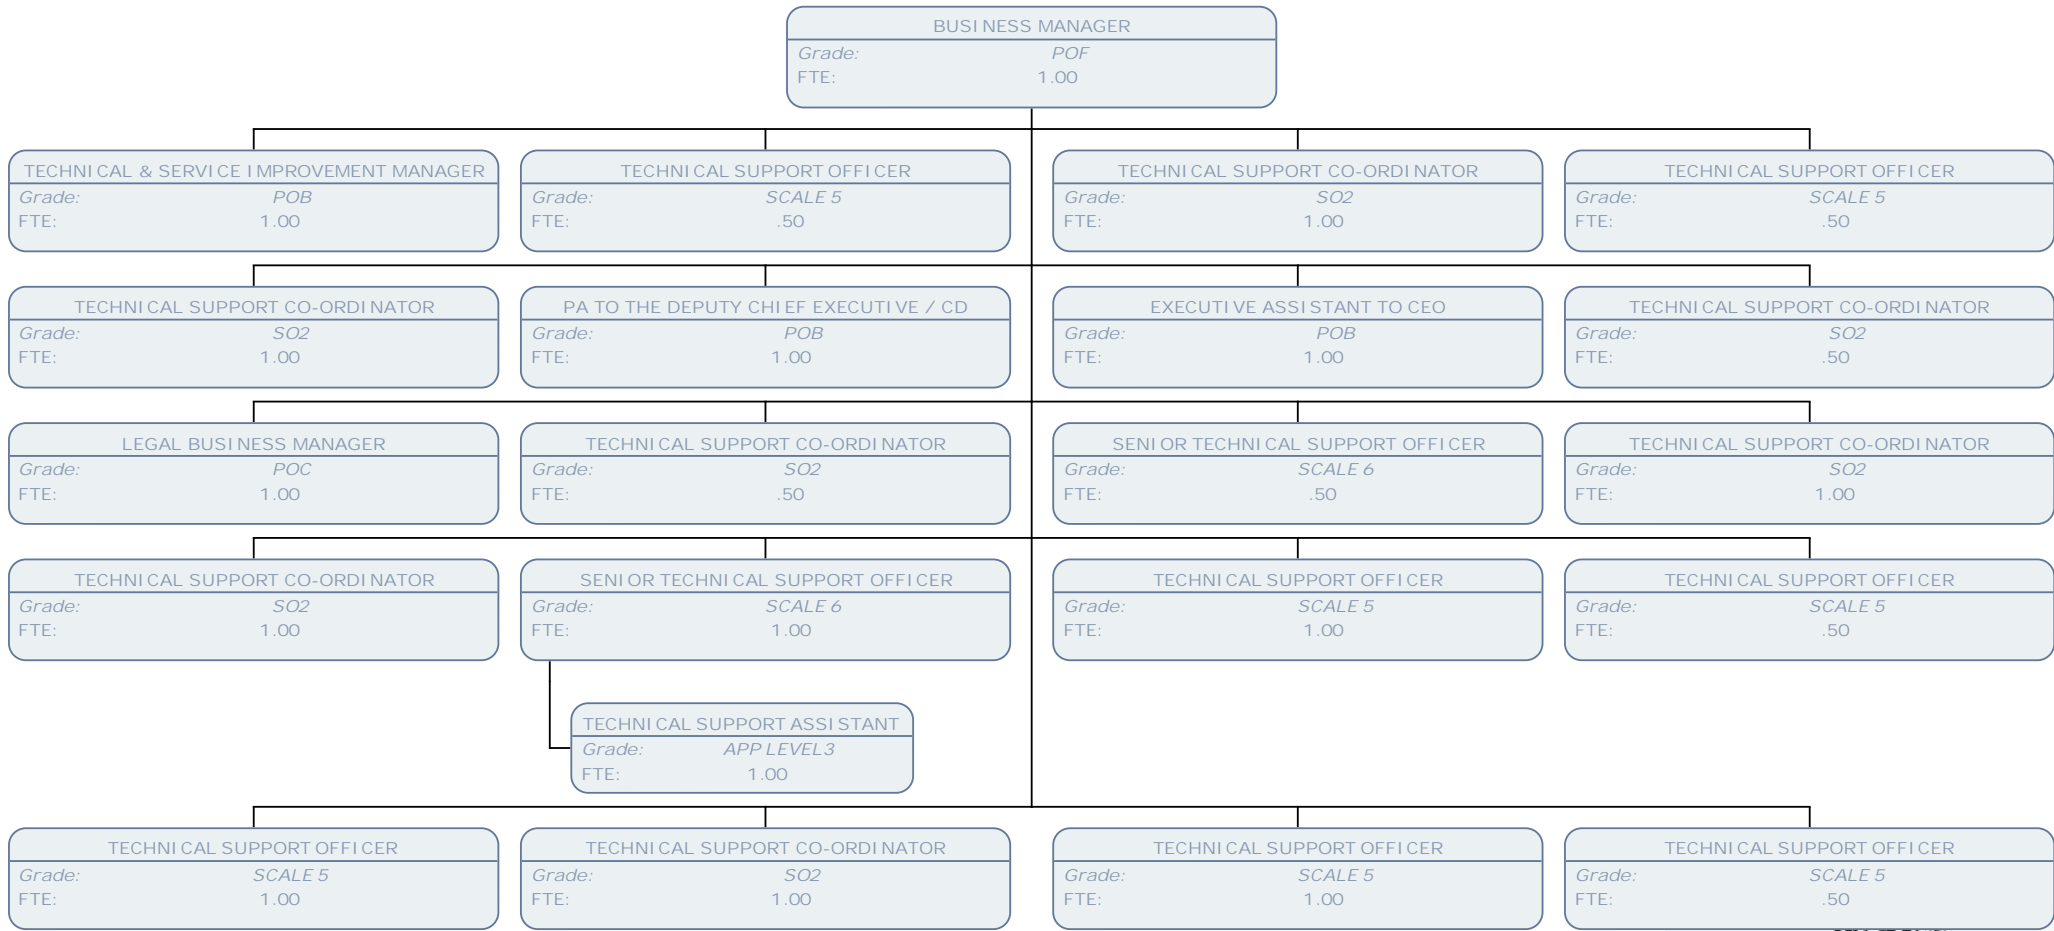 BUSINESS MANAGER
Grade: POF
FTE: 1.00
TECHNICAL & SERVICE IMPROVEMENT MANAGER
Grade: POB
FTE: 1.00
TECHNICAL SUPPORT OFFICER
Grade: SCALE 5
FTE: .50
TECHNICAL SUPPORT CO-ORDINATOR
Grade: SO2
FTE: 1.00
TECHNICAL SUPPORT OFFICER
Grade: SCALE 5
FTE: .50
TECHNICAL SUPPORT CO-ORDINATOR
Grade: SO2
FTE: 1.00
PA TO THE DEPUTY CHIEF EXECUTIVE / CD
Grade: POB
FTE: 1.00
EXECUTIVE ASSISTANT TO CEO
Grade: POB
FTE: 1.00
TECHNICAL SUPPORT CO-ORDINATOR
Grade: SO2
FTE: .50
LEGAL BUSINESS MANAGER
Grade: POC
FTE: 1.00
TECHNICAL SUPPORT CO-ORDINATOR
Grade: SO2
FTE: .50
SENIOR TECHNICAL SUPPORT OFFICER
Grade: SCALE 6
FTE: .50
TECHNICAL SUPPORT CO-ORDINATOR
Grade: SO2
FTE: 1.00
TECHNICAL SUPPORT CO-ORDINATOR
Grade: SO2
FTE: 1.00
SENIOR TECHNICAL SUPPORT OFFICER
Grade: SCALE 6
FTE: 1.00
TECHNICAL SUPPORT OFFICER
Grade: SCALE 5
FTE: 1.00
TECHNICAL SUPPORT OFFICER
Grade: SCALE 5
FTE: .50
TECHNICAL SUPPORT ASSISTANT
Grade: APP LEVEL3
FTE: 1.00
TECHNICAL SUPPORT OFFICER
Grade: SCALE 5
FTE: 1.00
TECHNICAL SUPPORT CO-ORDINATOR
Grade: SO2
FTE: 1.00
TECHNICAL SUPPORT OFFICER
Grade: SCALE 5
FTE: 1.00
TECHNICAL SUPPORT OFFICER
Grade: SCALE 5
FTE: .50